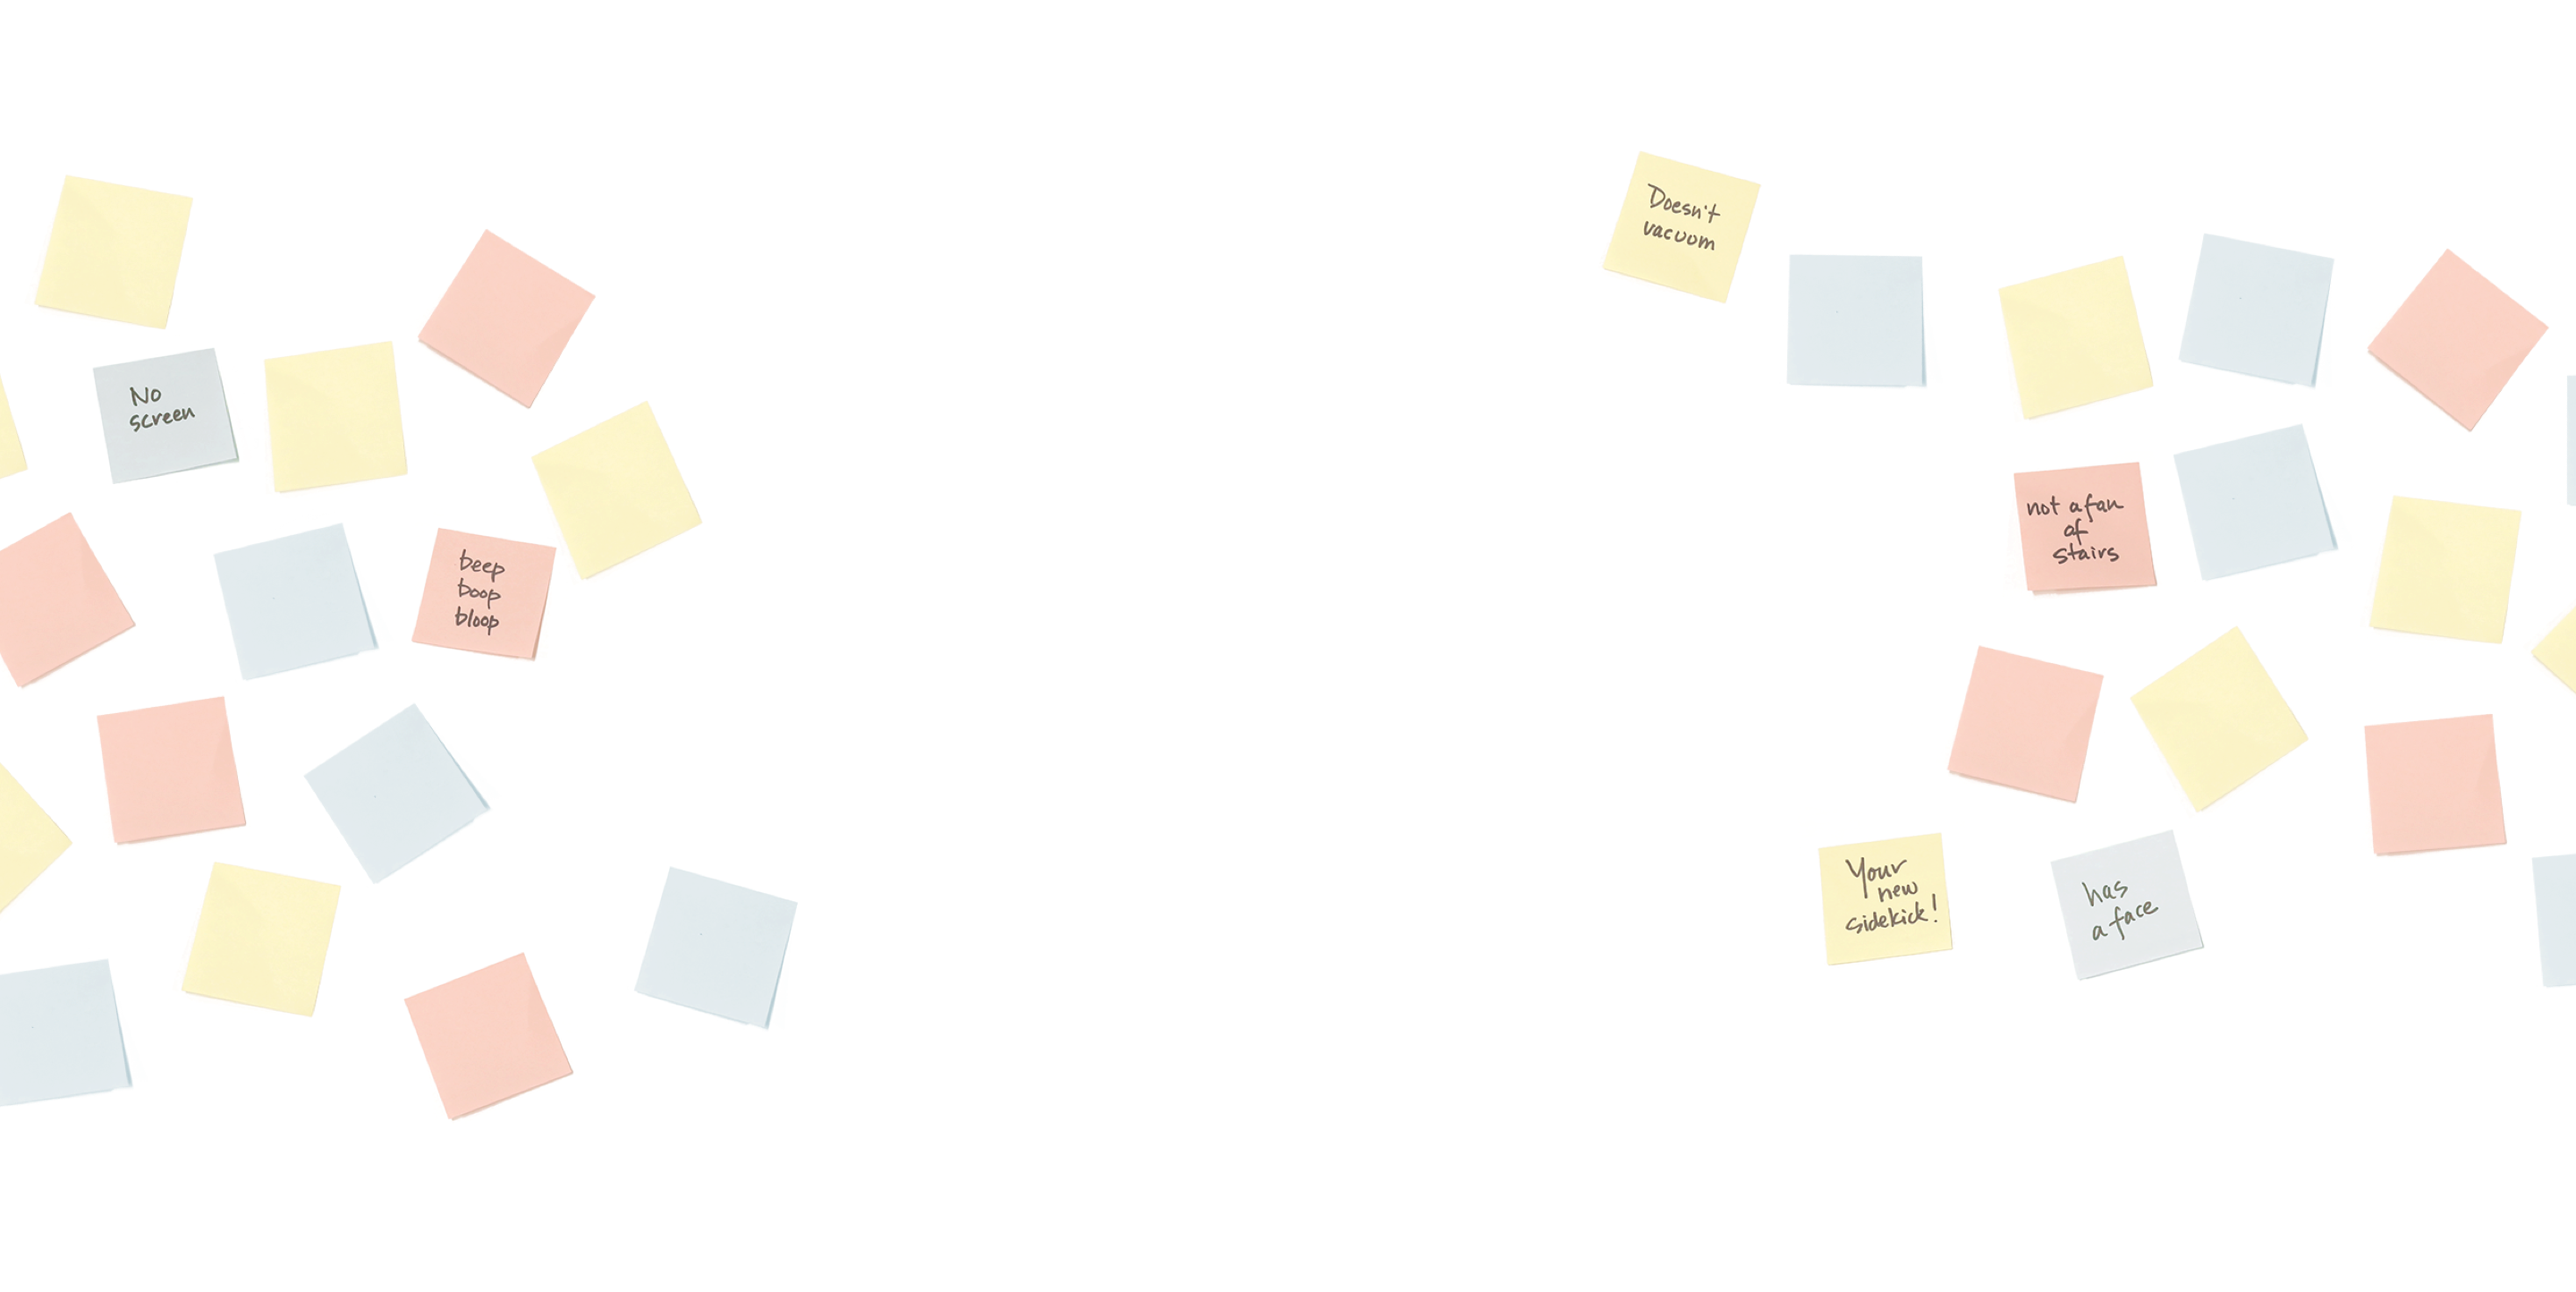 No
screen
beep
boop
bloop
Doesn't
vacuum
not a fan
of
stairs
Your
new
sidekick!
has
a face